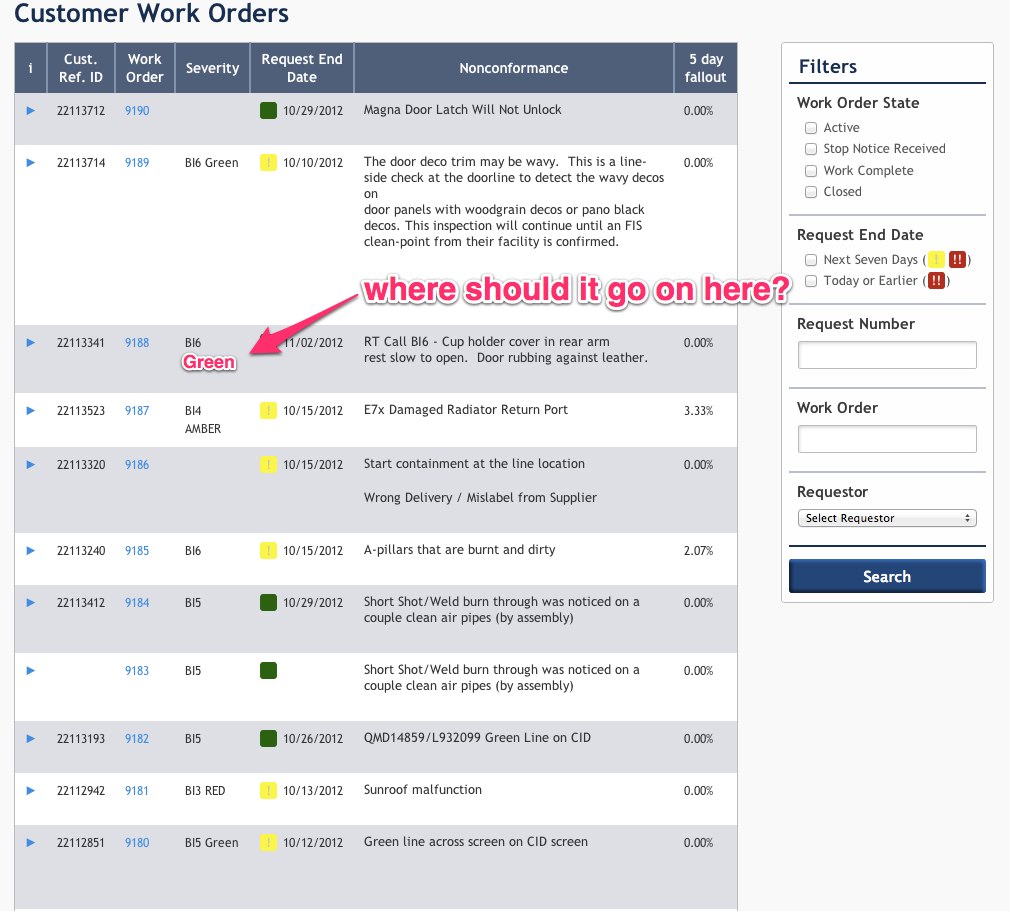 Customer Work Orders
i Cust. Ref. ID Work Order Severity Request End Date Nonconformance 5 day fallout
22113712 9190 10/29/2012 Magna Door Latch Will Not Unlock 0.00%
22113714 9189 BI6 Green ! 10/10/2012 The door deco trim may be wavy. This is a line- 0.00%
side check at the doorline to detect the wavy decos
on
door panels with woodgrain decos or pano black
decos. This inspection will continue until an FIS
clean-point from their facility is confirmed.
where should it go on here?
22113341 9188 BI6 11/02/2012 RT Call BI6 - Cup holder cover in rear arm 0.00%
Green rest slow to open. Door rubbing against leather.
22113523 9187 BI4 ! 10/15/2012 E7x Damaged Radiator Return Port 3.33%
AMBER
22113320 9186 ! 10/15/2012 Start containment at the line location 0.00%
Wrong Delivery / Mislabel from Supplier
22113240 9185 BI6 ! 10/15/2012 A-pillars that are burnt and dirty 2.07%
22113412 9184 BI5 10/29/2012 Short Shot/Weld burn through was noticed on a 0.00%
couple clean air pipes (by assembly)
9183 BI5 Short Shot/Weld burn through was noticed on a 0.00%
couple clean air pipes (by assembly)
22113193 9182 BI5 10/26/2012 QMD14859/L932099 Green Line on CID 0.00%
22112942 9181 BI3 RED ! 10/13/2012 Sunroof malfunction 0.00%
22112851 9180 BI5 Green ! 10/12/2012 Green line across screen on CID screen 0.00%
Filters
Work Order State
Active
Stop Notice Received
Work Complete
Closed
Request End Date
Next Seven Days ( ! !! )
Today or Earlier ( !! )
Request Number
Work Order
Requestor
Select Requestor
Search